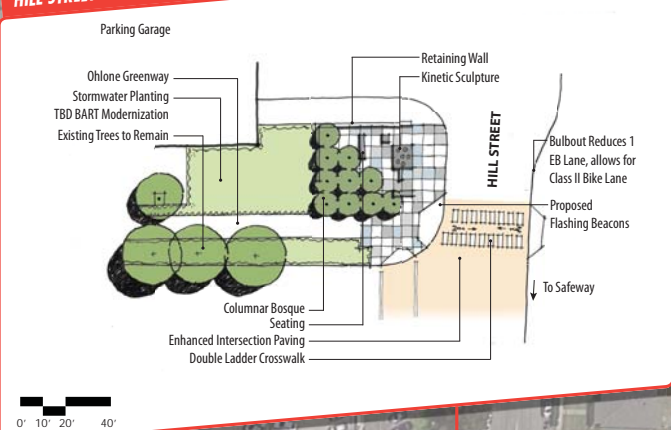 HILL STREET
Parking Garage
Ohlone Greenway
Stormwater Planting
TBD BART Modernization
Existing Trees to Remain
Retaining Wall
Kinetic Sculpture
HILL STREET
Bulbout Reduces 1
EB Lane, allows for
Class II Bike Lane
Proposed
Flashing Beacons
To Safeway
Columnar Bosque
Seating
Enhanced Intersection Paving
Double Ladder Crosswalk
0' 10' 20' 40'